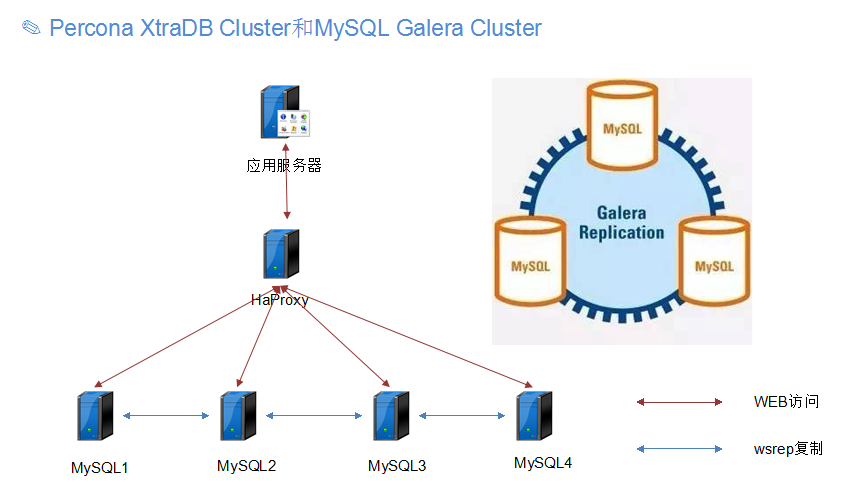 Percona XtraDB Cluster和MySQL Galera Cluster
应用服务器
HaProxy
MySQL1
MySQL2
MySQL3
MySQL4
MySQL
Galera
Replication
MySQL
MySQL
WEB访问
wsrep复制